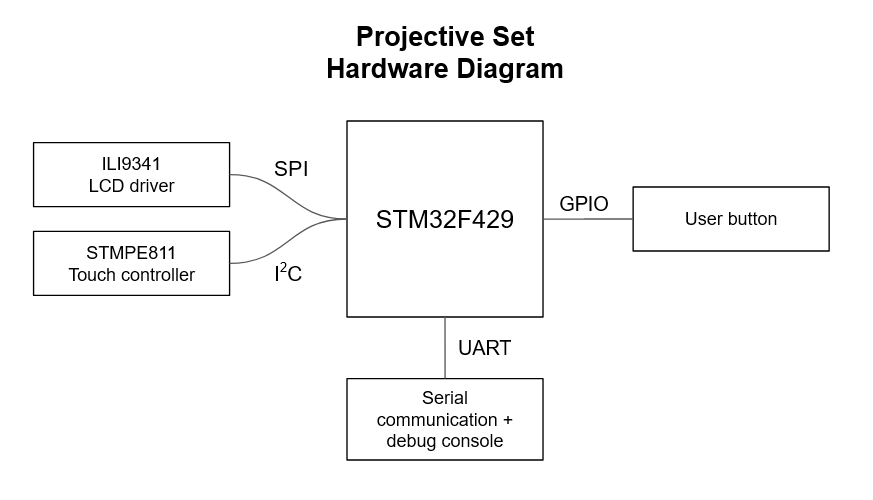 Projective Set
Hardware Diagram
ILI9341
LCD driver
SPI
STMPE811
Touch controller
I²C
STM32F429
GPIO
User button
UART
Serial
communication +
debug console